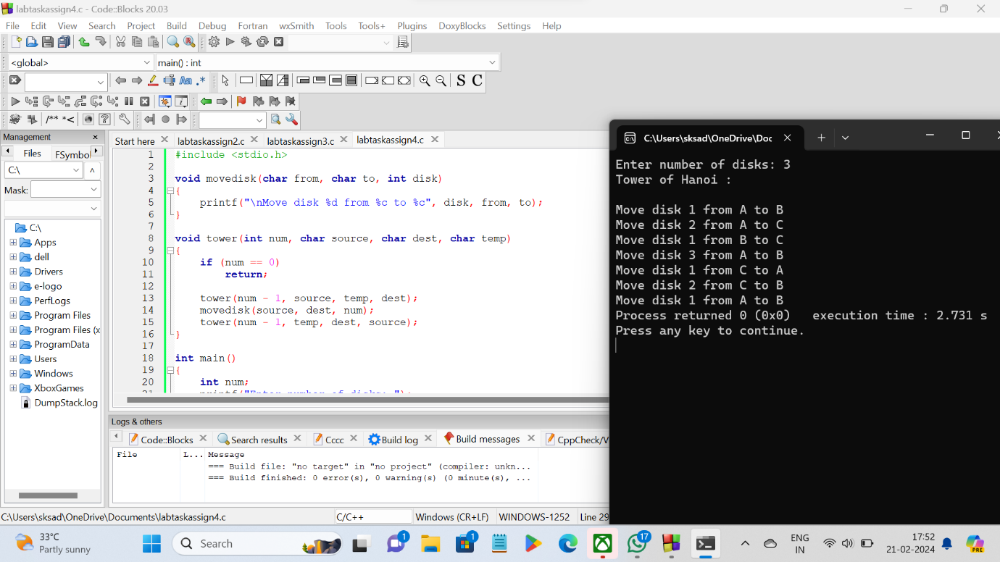 labtaskassign4.c - Code::Blocks 20.03
File Edit View Search Project Build Debug Fortran wxSmith Tools Tools+ Plugins DoxyBlocks Settings Help
<global> main() : int
S C
/** *<
Management
Files FSymbol
C:\
Mask:
C:\
Apps
dell
Drivers
e-logo
PerfLogs
Program Files
Program Files (x
ProgramData
Users
Windows
XboxGames
DumpStack.log
Start here labtaskassign2.c labtaskassign3.c labtaskassign4.c
1 #include <stdio.h>
2
3 void movedisk(char from, char to, int disk)
4 {
5 printf("\nMove disk %d from %c to %c", disk, from, to);
6 }
7
8 void tower(int num, char source, char dest, char temp)
9 {
10 if (num == 0)
11 return;
12
13 tower(num - 1, source, temp, dest);
14 movedisk(source, dest, num);
15 tower(num - 1, temp, dest, source);
16 }
17
18 int main()
19 {
20 int num;
21 printf("Enter number of disks: ");
Logs & others
Code::Blocks Search results Cccc Build log Build messages CppCheck/V
File L... Message
=== Build file: "no target" in "no project" (compiler: unkn...
=== Build finished: 0 error(s), 0 warning(s) (0 minute(s), ...
C:\Users\sksad\OneDrive\Documents\labtaskassign4.c C/C++ Windows (CR+LF) WINDOWS-1252 Line 29
C:\Users\sksad\OneDrive\Doc
Enter number of disks: 3
Tower of Hanoi :
Move disk 1 from A to B
Move disk 2 from A to C
Move disk 1 from B to C
Move disk 3 from A to B
Move disk 1 from C to A
Move disk 2 from C to B
Move disk 1 from A to B
Process returned 0 (0x0) execution time : 2.731 s
Press any key to continue.
33°C
Partly sunny
Search
1
1
17
ENG
IN
17:52
21-02-2024
PRE